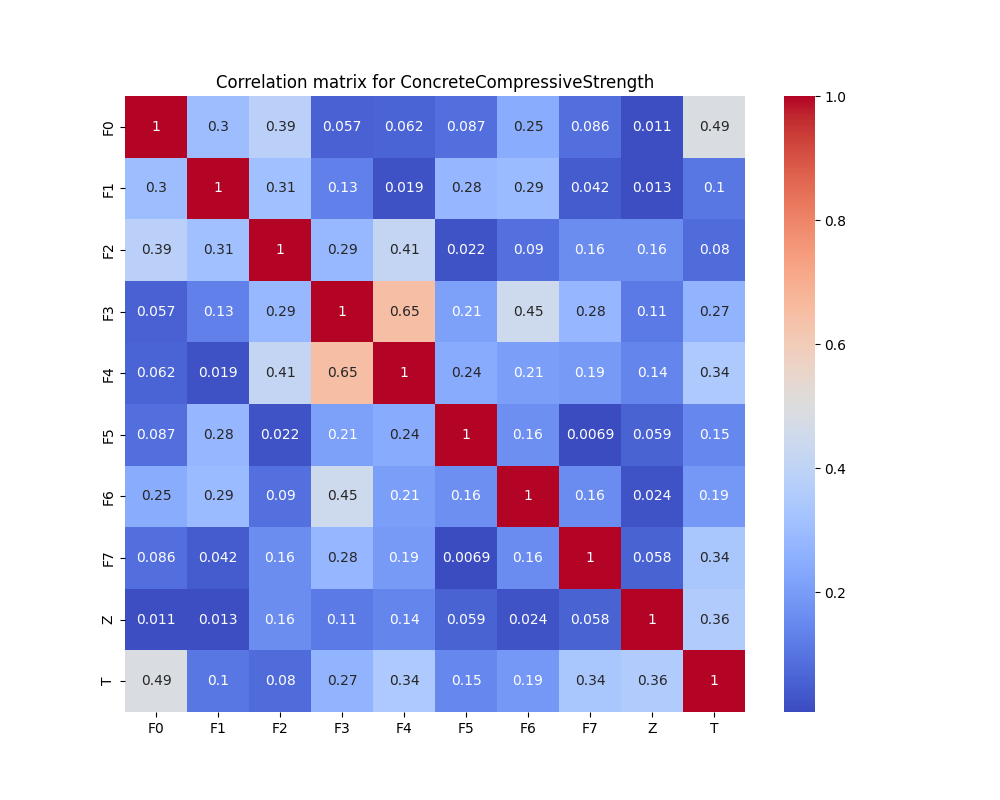 Correlation matrix for ConcreteCompressiveStrength
F0 1 0.3 0.39 0.057 0.062 0.087 0.25 0.086 0.011 0.49
F1 0.3 1 0.31 0.13 0.019 0.28 0.29 0.042 0.013 0.1
F2 0.39 0.31 1 0.29 0.41 0.022 0.09 0.16 0.16 0.08
F3 0.057 0.13 0.29 1 0.65 0.21 0.45 0.28 0.11 0.27
F4 0.062 0.019 0.41 0.65 1 0.24 0.21 0.19 0.14 0.34
F5 0.087 0.28 0.022 0.21 0.24 1 0.16 0.0069 0.059 0.15
F6 0.25 0.29 0.09 0.45 0.21 0.16 1 0.16 0.024 0.19
F7 0.086 0.042 0.16 0.28 0.19 0.0069 0.16 1 0.058 0.34
Z 0.011 0.013 0.16 0.11 0.14 0.059 0.024 0.058 1 0.36
T 0.49 0.1 0.08 0.27 0.34 0.15 0.19 0.34 0.36 1
F0 F1 F2 F3 F4 F5 F6 F7 Z T
1.0
0.8
0.6
0.4
0.2